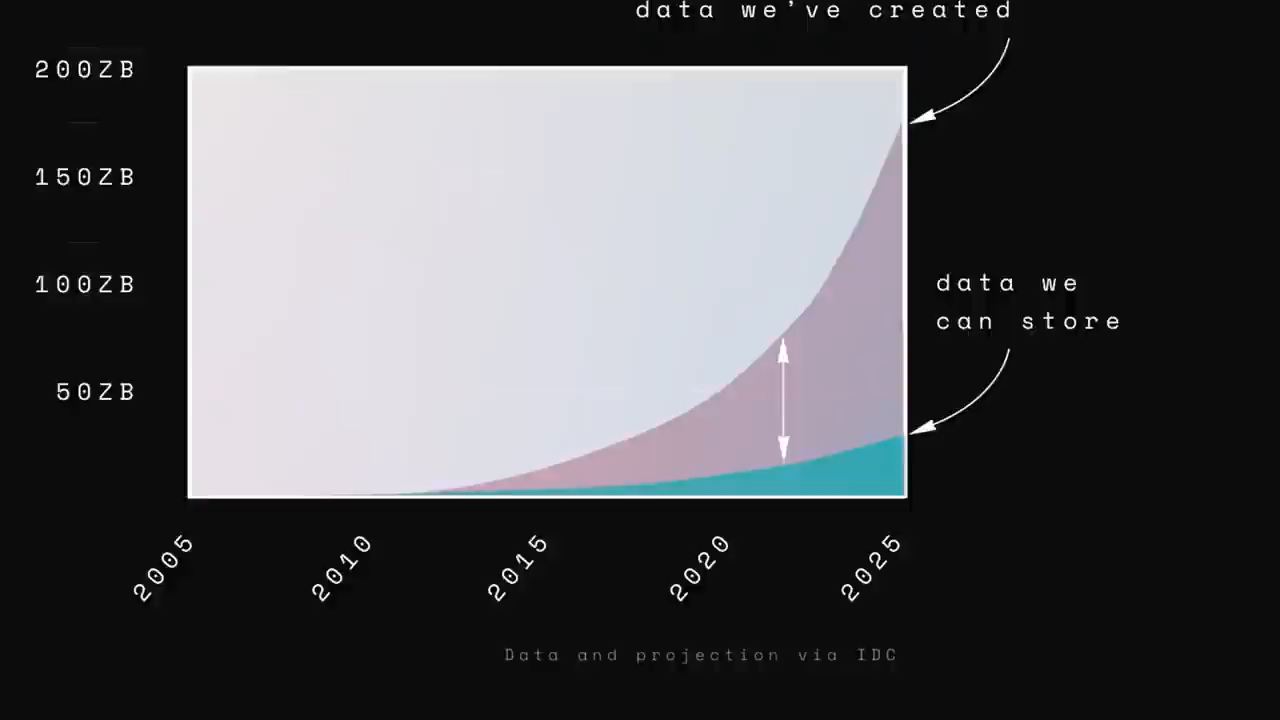 data we've created
200ZB
150ZB
100ZB
50ZB
data we
can store
2005
2010
2015
2020
2025
Data and projection via IDC